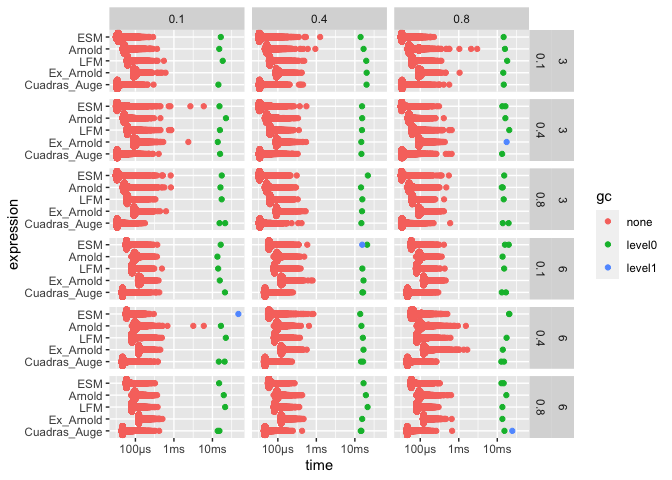 0.1 0.4 0.8
ESM
Arnold
LFM
Ex_Arnold
Cuadras_Auge
0.1 3
ESM
Arnold
LFM
Ex_Arnold
Cuadras_Auge
0.4 3
ESM
Arnold
LFM
Ex_Arnold
Cuadras_Auge
0.8 3
ESM
Arnold
LFM
Ex_Arnold
Cuadras_Auge
0.1 6
ESM
Arnold
LFM
Ex_Arnold
Cuadras_Auge
0.4 6
ESM
Arnold
LFM
Ex_Arnold
Cuadras_Auge
0.8 6
100µs 1ms 10ms 100µs 1ms 10ms 100µs 1ms 10ms
time
expression
gc
none
level0
level1